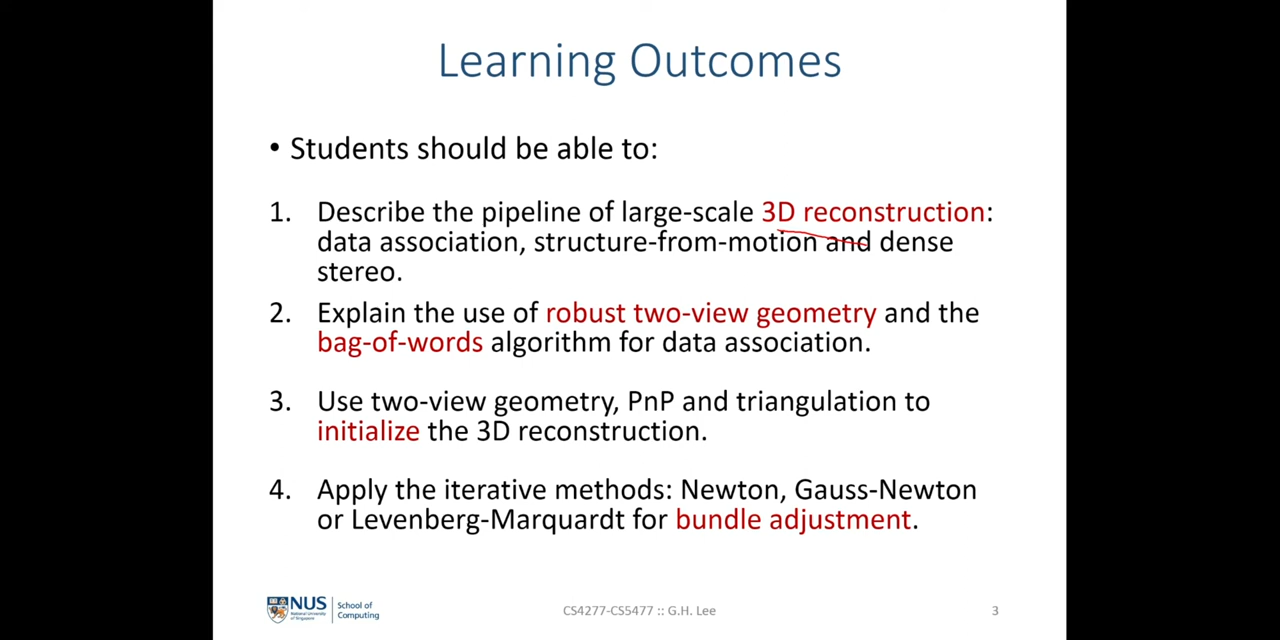 Learning Outcomes
• Students should be able to:
1. Describe the pipeline of large-scale 3D reconstruction:
data association, structure-from-motion and dense
stereo.
2. Explain the use of robust two-view geometry and the
bag-of-words algorithm for data association.
3. Use two-view geometry, PnP and triangulation to
initialize the 3D reconstruction.
4. Apply the iterative methods: Newton, Gauss-Newton
or Levenberg-Marquardt for bundle adjustment.
NUS
National University
of Singapore
School of
Computing
CS4277-CS5477 :: G.H. Lee
3